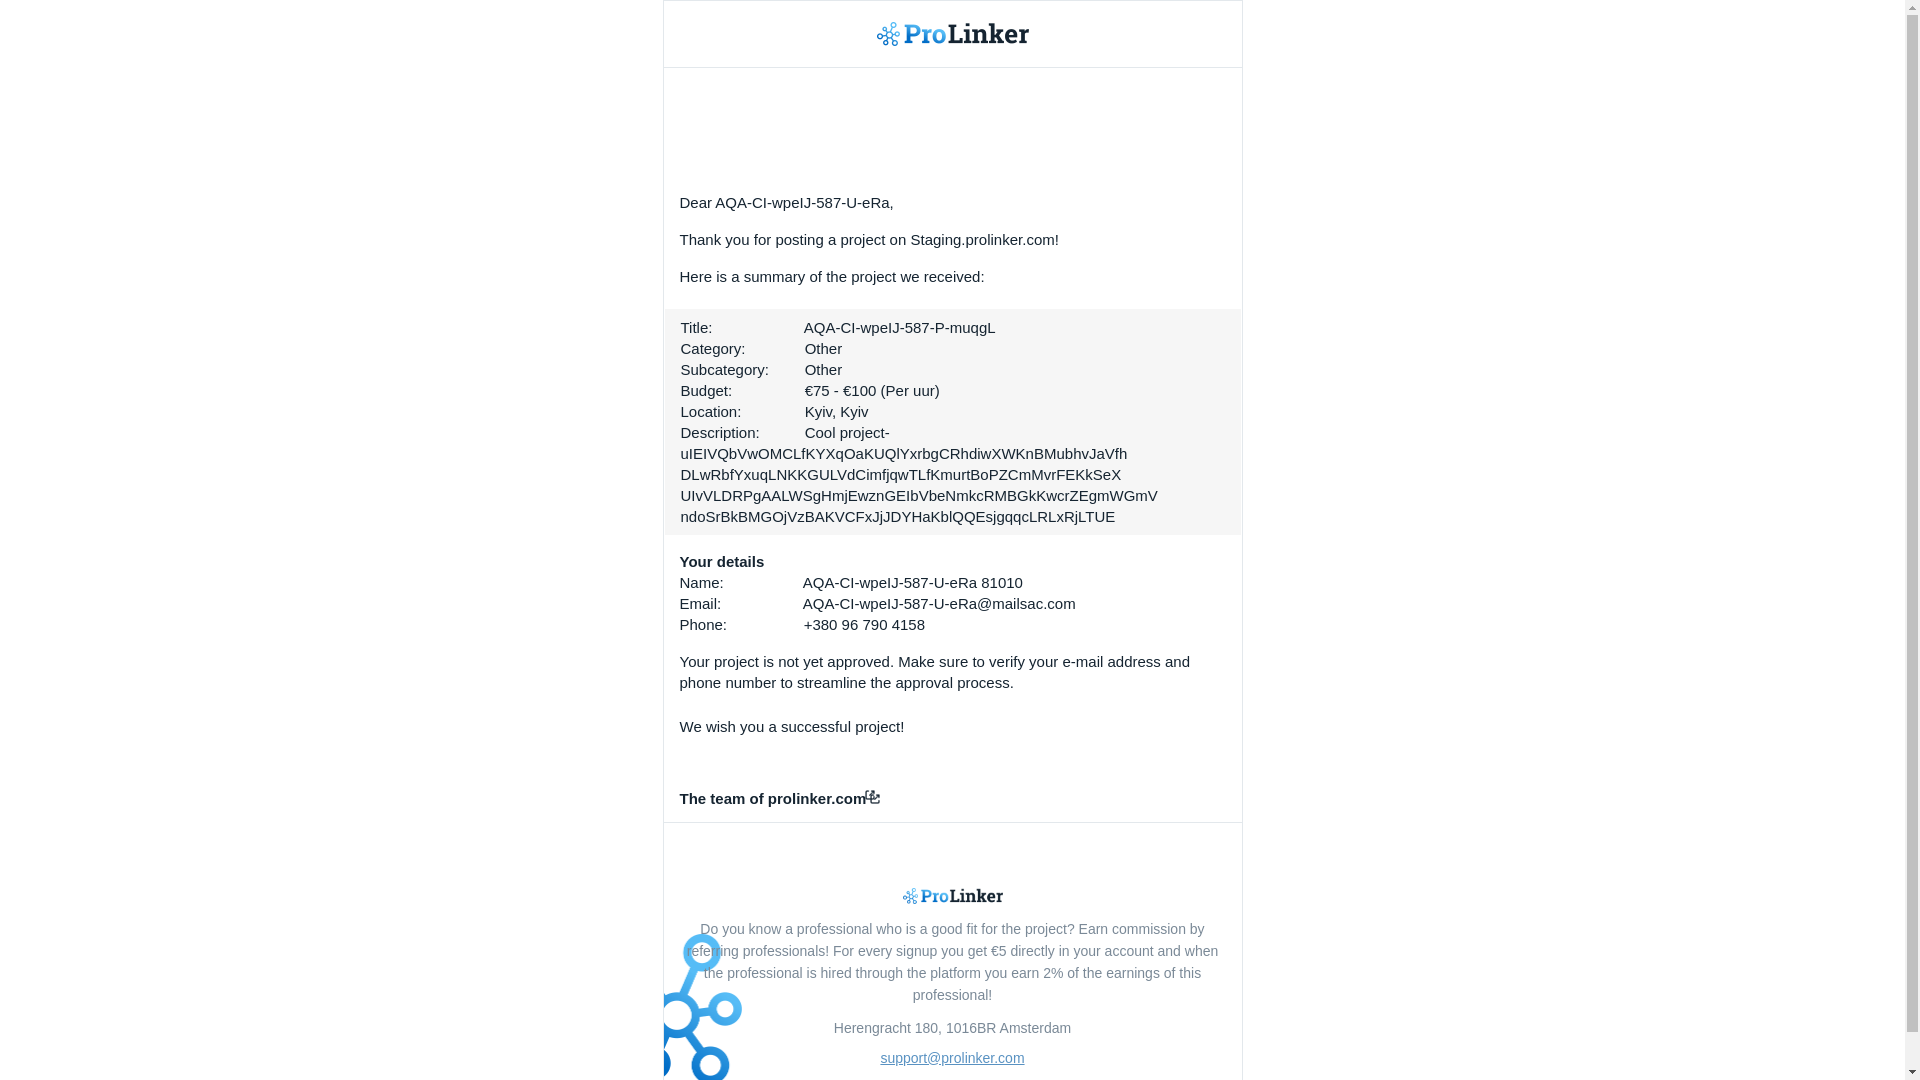 ProLinker
Dear AQA-CI-wpeIJ-587-U-eRa,
Thank you for posting a project on Staging.prolinker.com!
Here is a summary of the project we received:
Title: AQA-CI-wpeIJ-587-P-muqgL
Category: Other
Subcategory: Other
Budget: €75 - €100 (Per uur)
Location: Kyiv, Kyiv
Description: Cool project-
uIEIVQbVwOMCLfKYXqOaKUQlYxrbgCRhdiwXWKnBMubhvJaVfh
DLwRbfYxuqLNKKGULVdCimfjqwTLfKmurtBoPZCmMvrFEKkSeX
UIvVLDRPgAALWSgHmjEwznGEIbVbeNmkcRMBGkKwcrZEgmWGmV
ndoSrBkBMGOjVzBAKVCFxJjJDYHaKblQQEsjgqqcLRLxRjLTUE
Your details
Name: AQA-CI-wpeIJ-587-U-eRa 81010
Email: AQA-CI-wpeIJ-587-U-eRa@mailsac.com
Phone: +380 96 790 4158
Your project is not yet approved. Make sure to verify your e-mail address and
phone number to streamline the approval process.
We wish you a successful project!
The team of prolinker.com
ProLinker
Do you know a professional who is a good fit for the project? Earn commission by
referring professionals! For every signup you get €5 directly in your account and when
the professional is hired through the platform you earn 2% of the earnings of this
professional!
Herengracht 180, 1016BR Amsterdam
support@prolinker.com